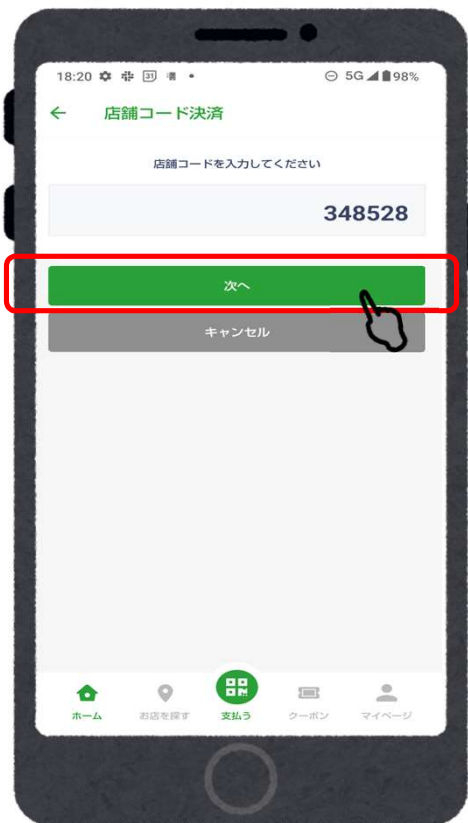 18:20 31 5G 98%
店舗コード決済
店舗コードを入力してください
348528
次へ
キャンセル
ホーム お店を探す 支払う クーポン マイページ